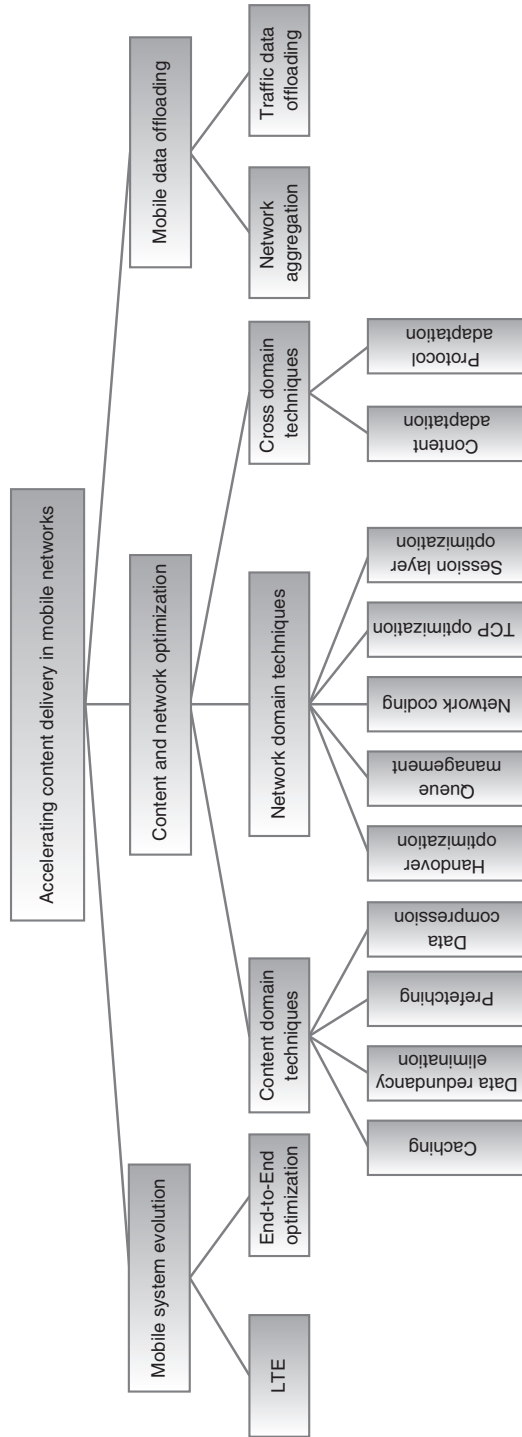 Accelerating content delivery in mobile networks
Mobile system evolution
Content and network optimization
Mobile data offloading
LTE
End-to-End
optimization
Content domain
techniques
Network domain techniques
Cross domain
techniques
Network
aggregation
Traffic data
offloading
Caching
Data redundancy
elimination
Prefetching
Data
compression
Handover
optimization
Queue
management
Network coding
TCP optimization
Session layer
optimization
Content
adaptation
Protocol
adaptation